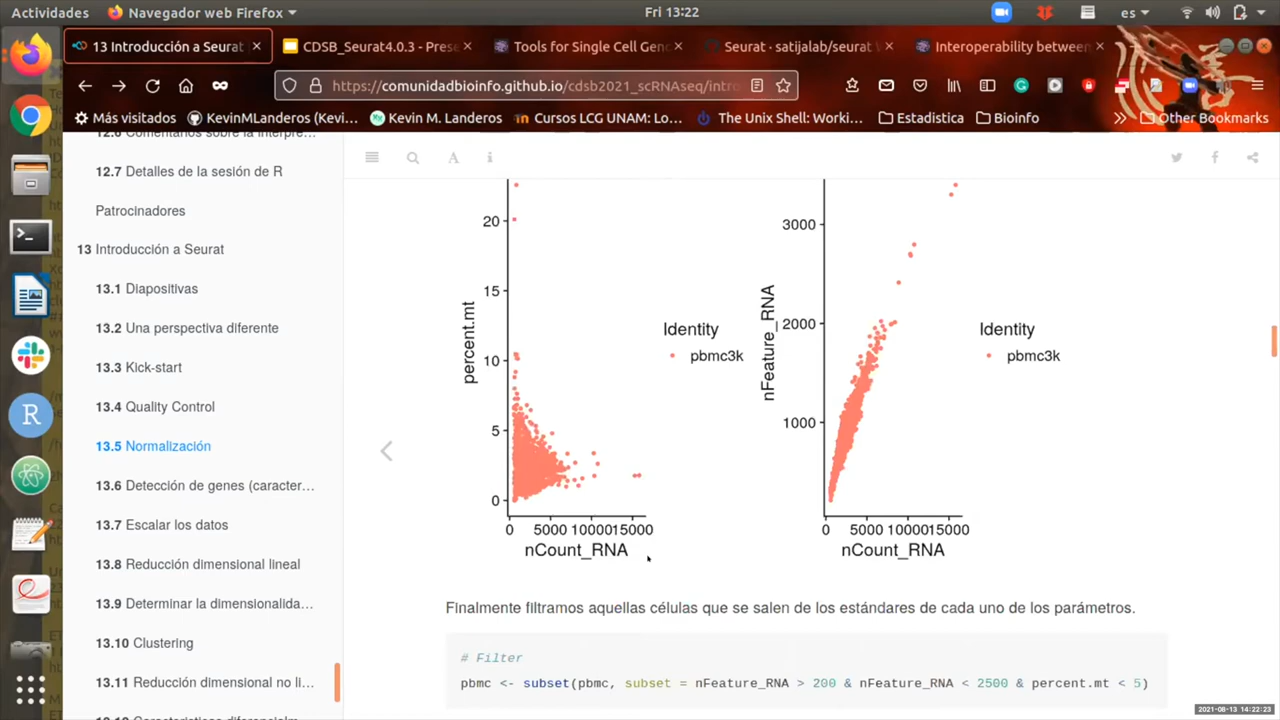 Actividades
Navegador web Firefox
Fri 13:22
es
13 Introducción a Seurat
CDSB_Seurat4.0.3 - Prese
Tools for Single Cell Geno
Seurat · satijalab/seurat W
Interoperability between
https://comunidadbioinfo.github.io/cdsb2021_scRNAseq/intro
Más visitados
KevinMLanderos (Kevi...
Kevin M. Landeros
Cursos LCG UNAM: Lo...
The Unix Shell: Worki...
Estadistica
Bioinfo
Other Bookmarks
12.6 Comentarios sobre la interpre...
12.7 Detalles de la sesión de R
Patrocinadores
13 Introducción a Seurat
13.1 Diapositivas
13.2 Una perspectiva diferente
13.3 Kick-start
13.4 Quality Control
13.5 Normalización
13.6 Detección de genes (caracter...
13.7 Escalar los datos
13.8 Reducción dimensional lineal
13.9 Determinar la dimensionalida...
13.10 Clustering
13.11 Reducción dimensional no li...
percent.mt
20
15
10
5
0
0 5000 10000 15000
nCount_RNA
Identity
pbmc3k
nFeature_RNA
3000
2000
1000
0 5000 10000 15000
nCount_RNA
Identity
pbmc3k
Finalmente filtramos aquellas células que se salen de los estándares de cada uno de los parámetros.
# Filter
pbmc <- subset(pbmc, subset = nFeature_RNA > 200 & nFeature_RNA < 2500 & percent.mt < 5)
2021-08-13 14:22:23